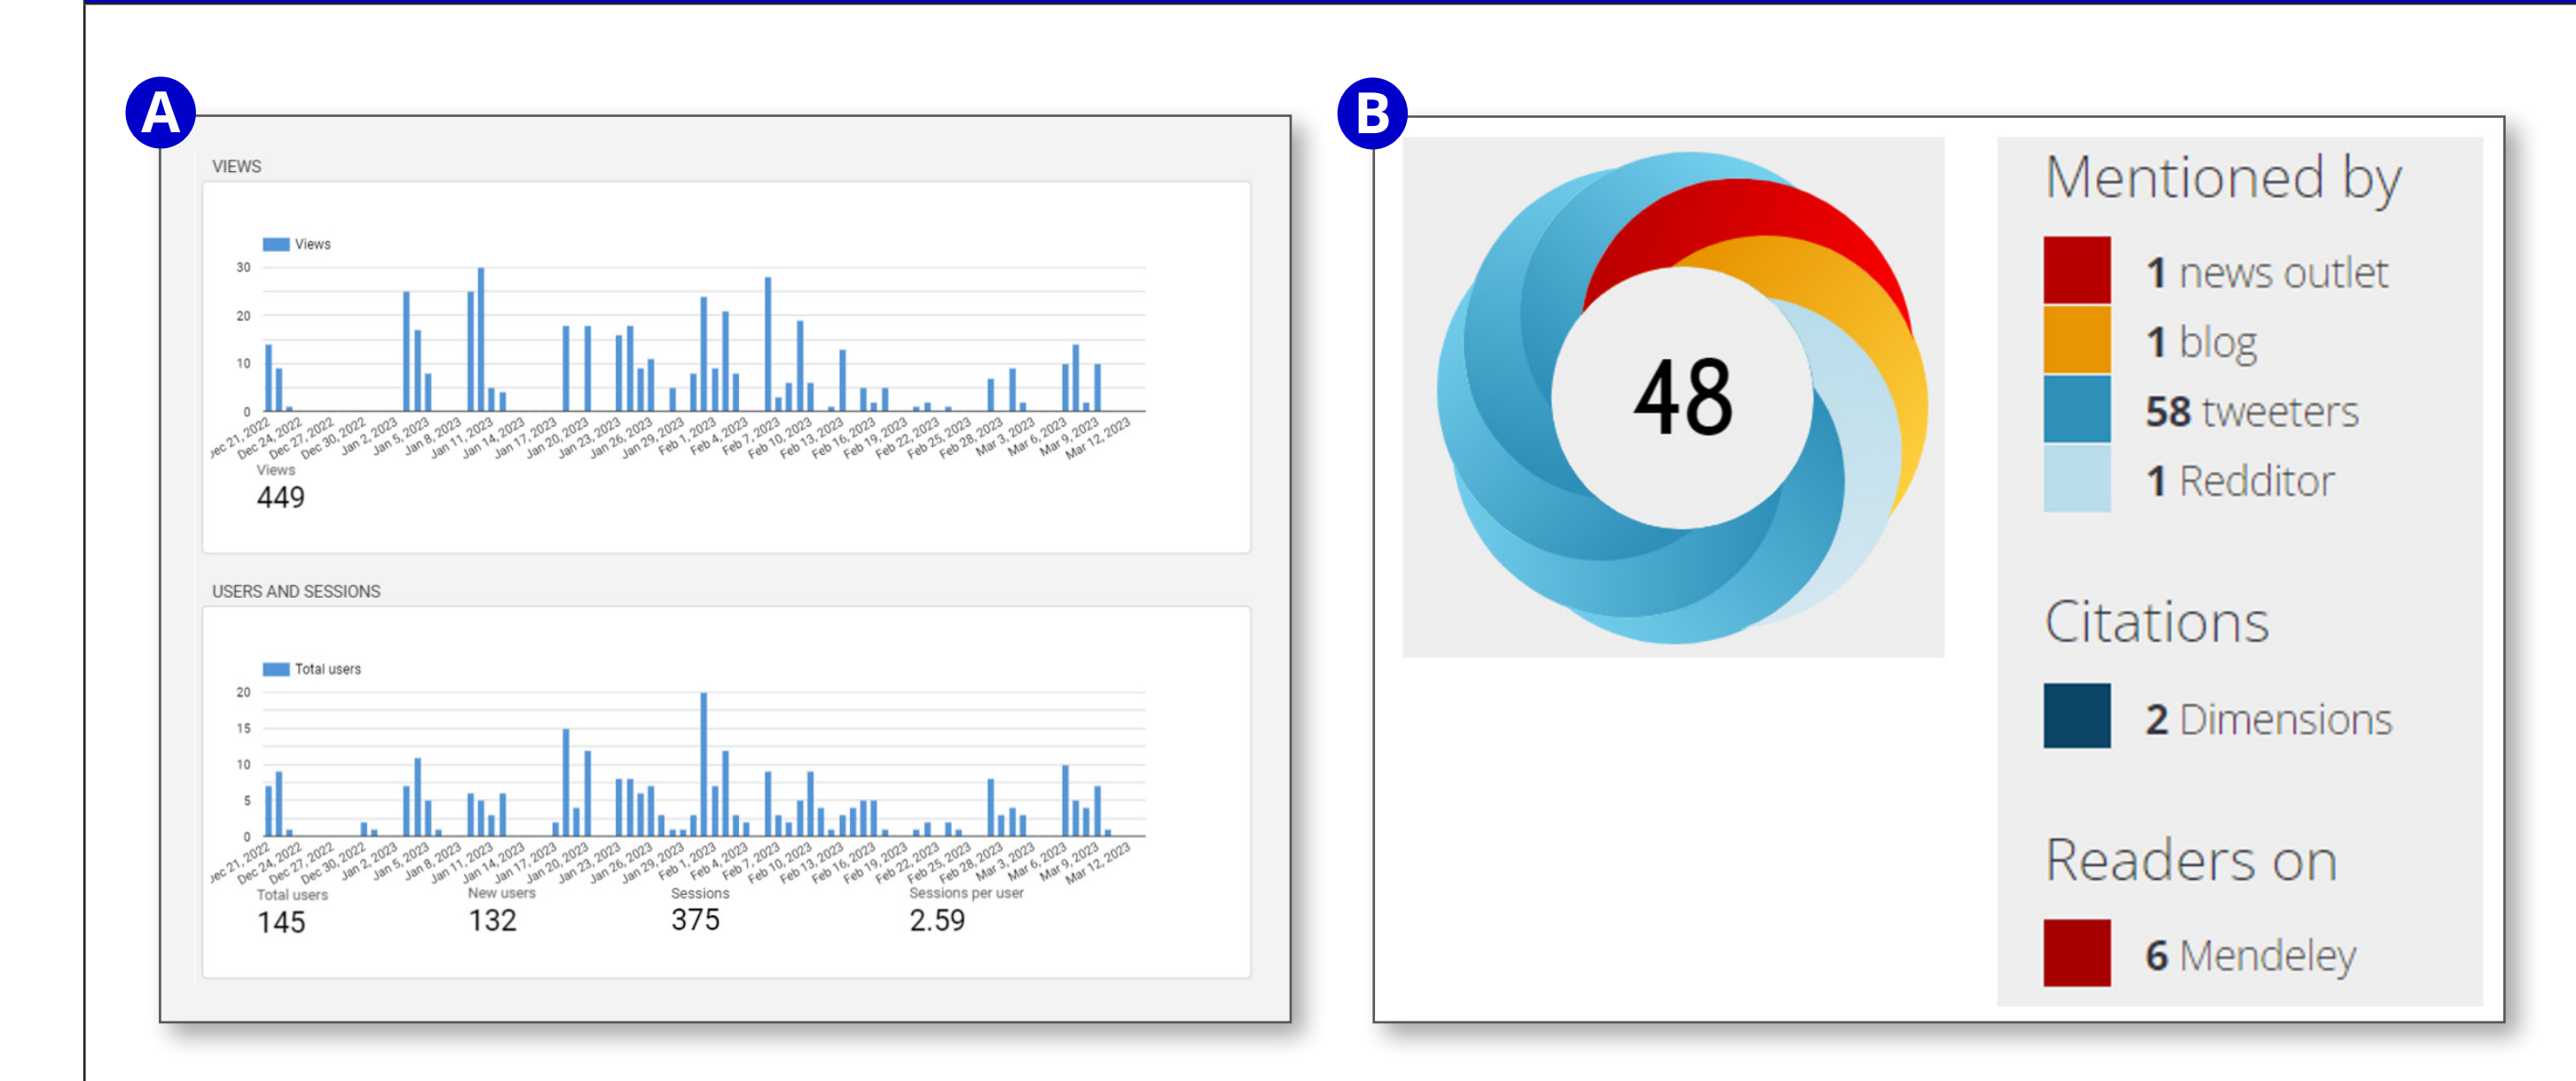 A
VIEWS
Views
30
20
10
0
Dec 21, 2022
Dec 24, 2022
Dec 27, 2022
Dec 30, 2022
Jan 2, 2023
Jan 5, 2023
Jan 8, 2023
Jan 11, 2023
Jan 14, 2023
Jan 17, 2023
Jan 20, 2023
Jan 23, 2023
Jan 26, 2023
Jan 29, 2023
Feb 1, 2023
Feb 4, 2023
Feb 7, 2023
Feb 10, 2023
Feb 13, 2023
Feb 16, 2023
Feb 19, 2023
Feb 22, 2023
Feb 25, 2023
Feb 28, 2023
Mar 3, 2023
Mar 6, 2023
Mar 9, 2023
Mar 12, 2023
Views
449
USERS AND SESSIONS
Total users
20
15
10
5
0
Dec 21, 2022
Dec 24, 2022
Dec 27, 2022
Dec 30, 2022
Jan 2, 2023
Jan 5, 2023
Jan 8, 2023
Jan 11, 2023
Jan 14, 2023
Jan 17, 2023
Jan 20, 2023
Jan 23, 2023
Jan 26, 2023
Jan 29, 2023
Feb 1, 2023
Feb 4, 2023
Feb 7, 2023
Feb 10, 2023
Feb 13, 2023
Feb 16, 2023
Feb 19, 2023
Feb 22, 2023
Feb 25, 2023
Feb 28, 2023
Mar 3, 2023
Mar 6, 2023
Mar 9, 2023
Mar 12, 2023
Total users
145
New users
132
Sessions
375
Sessions per user
2.59
B
48
Mentioned by
1 news outlet
1 blog
58 tweeters
1 Redditor
Citations
2 Dimensions
Readers on
6 Mendeley